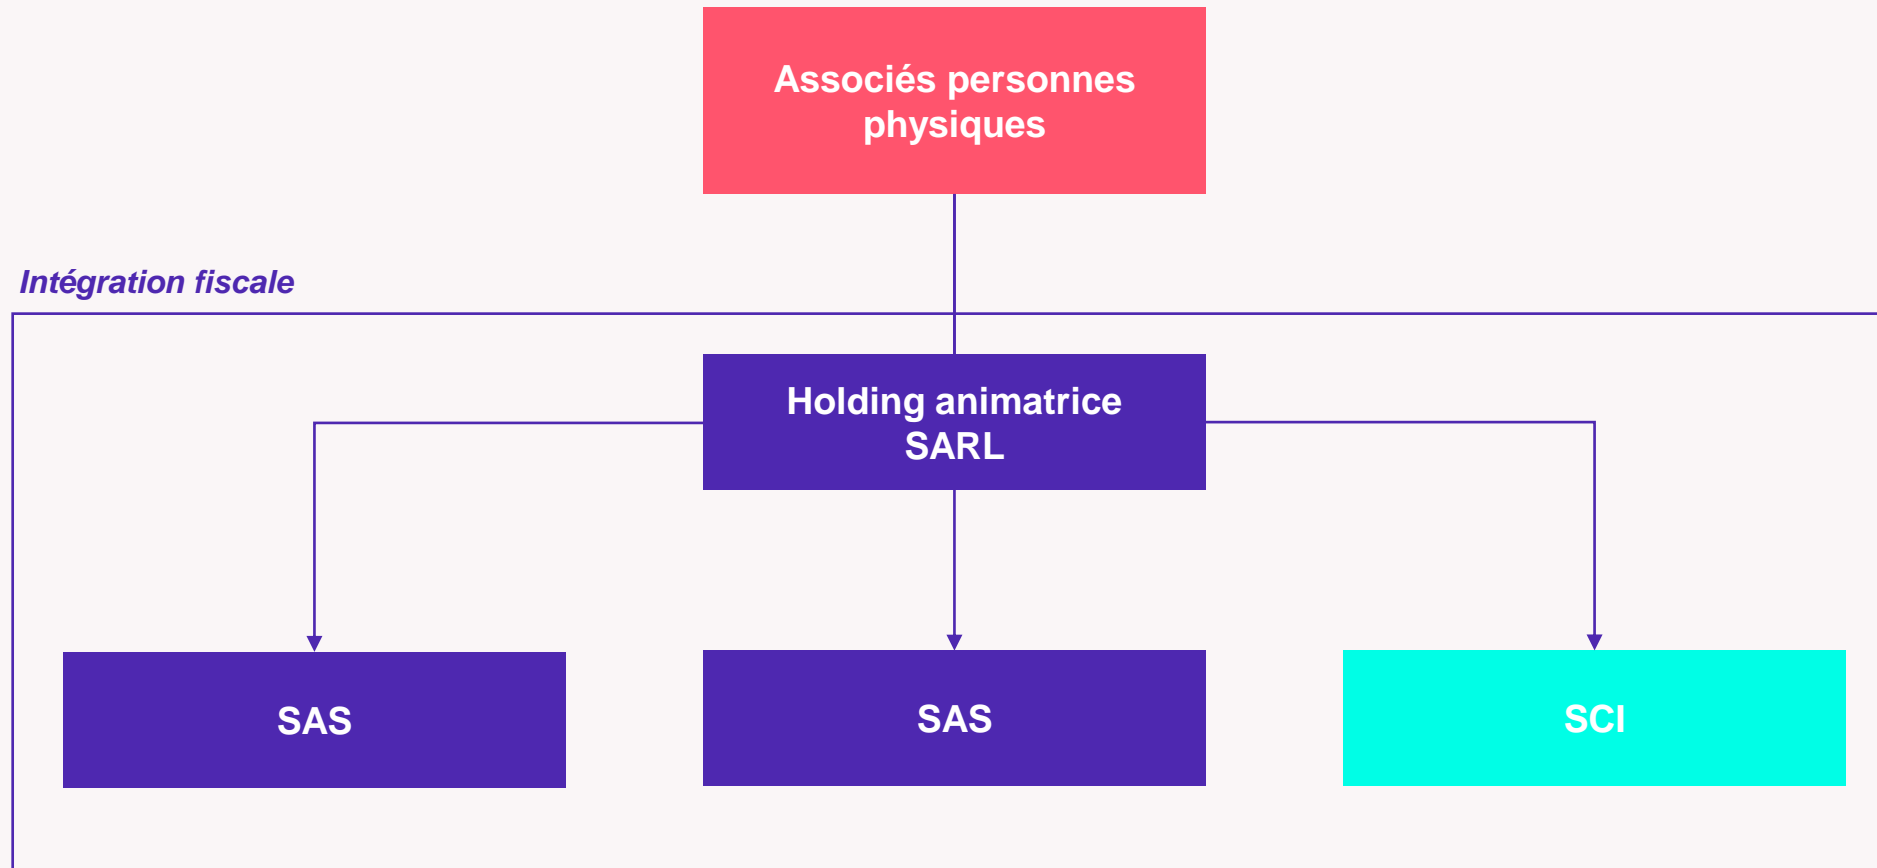 Associés personnes
physiques
Intégration fiscale
Holding animatrice
SARL
SAS
SAS
SCI